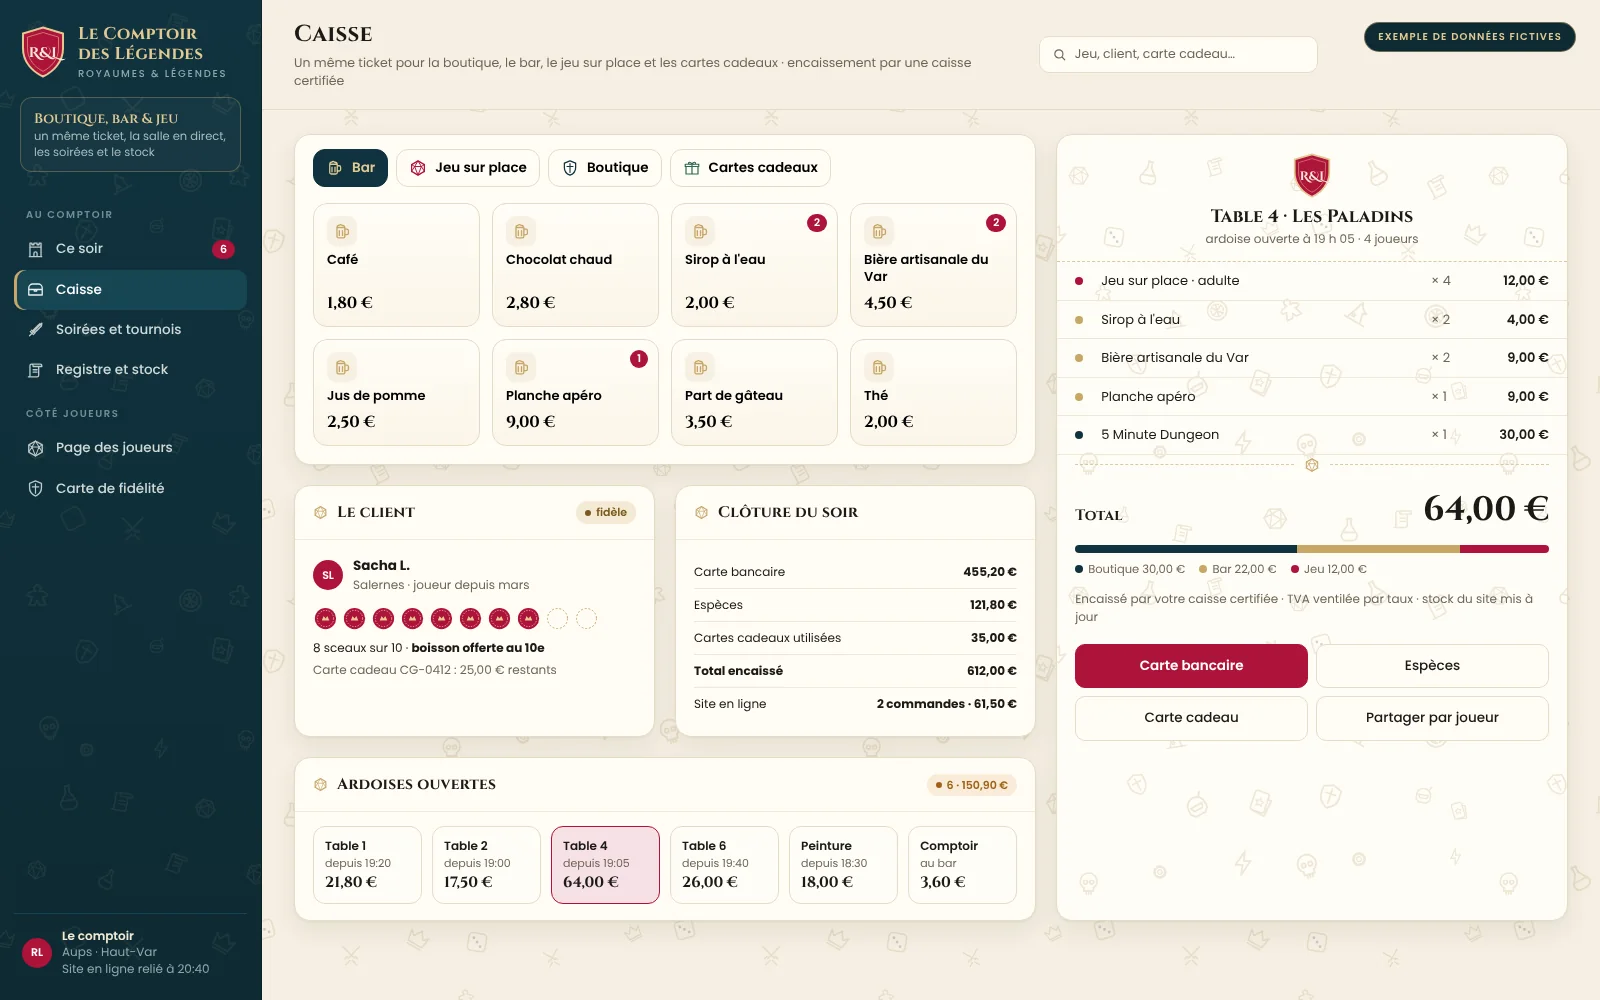 R&L
Le Comptoir
des Légendes
ROYAUMES & LÉGENDES
Boutique, bar & jeu
un même ticket, la salle en direct,
les soirées et le stock
AU COMPTOIR
Ce soir
6
Caisse
Soirées et tournois
Registre et stock
CÔTÉ JOUEURS
Page des joueurs
Carte de fidélité
RL
Le comptoir
Aups · Haut-Var
Site en ligne relié à 20:40
Caisse
Un même ticket pour la boutique, le bar, le jeu sur place et les cartes cadeaux · encaissement par une caisse
certifiée
Jeu, client, carte cadeau…
EXEMPLE DE DONNÉES FICTIVES
Bar
Jeu sur place
Boutique
Cartes cadeaux
Café
1,80 €
Chocolat chaud
2,80 €
2
Sirop à l'eau
2,00 €
2
Bière artisanale du
Var
4,50 €
Jus de pomme
2,50 €
1
Planche apéro
9,00 €
Part de gâteau
3,50 €
Thé
2,00 €
Le client
fidèle
SL
Sacha L.
Salernes · joueur depuis mars
8 sceaux sur 10 · boisson offerte au 10e
Carte cadeau CG-0412 : 25,00 € restants
Clôture du soir
Carte bancaire 455,20 €
Espèces 121,80 €
Cartes cadeaux utilisées 35,00 €
Total encaissé 612,00 €
Site en ligne 2 commandes · 61,50 €
Ardoises ouvertes
6 · 150,90 €
Table 1
depuis 19:20
21,80 €
Table 2
depuis 19:00
17,50 €
Table 4
depuis 19:05
64,00 €
Table 6
depuis 19:40
26,00 €
Peinture
depuis 18:30
18,00 €
Comptoir
au bar
3,60 €
R&L
Table 4 · Les Paladins
ardoise ouverte à 19 h 05 · 4 joueurs
Jeu sur place · adulte × 4 12,00 €
Sirop à l'eau × 2 4,00 €
Bière artisanale du Var × 2 9,00 €
Planche apéro × 1 9,00 €
5 Minute Dungeon × 1 30,00 €
Total 64,00 €
Boutique 30,00 € Bar 22,00 € Jeu 12,00 €
Encaissé par votre caisse certifiée · TVA ventilée par taux · stock du site mis à
jour
Carte bancaire
Espèces
Carte cadeau
Partager par joueur